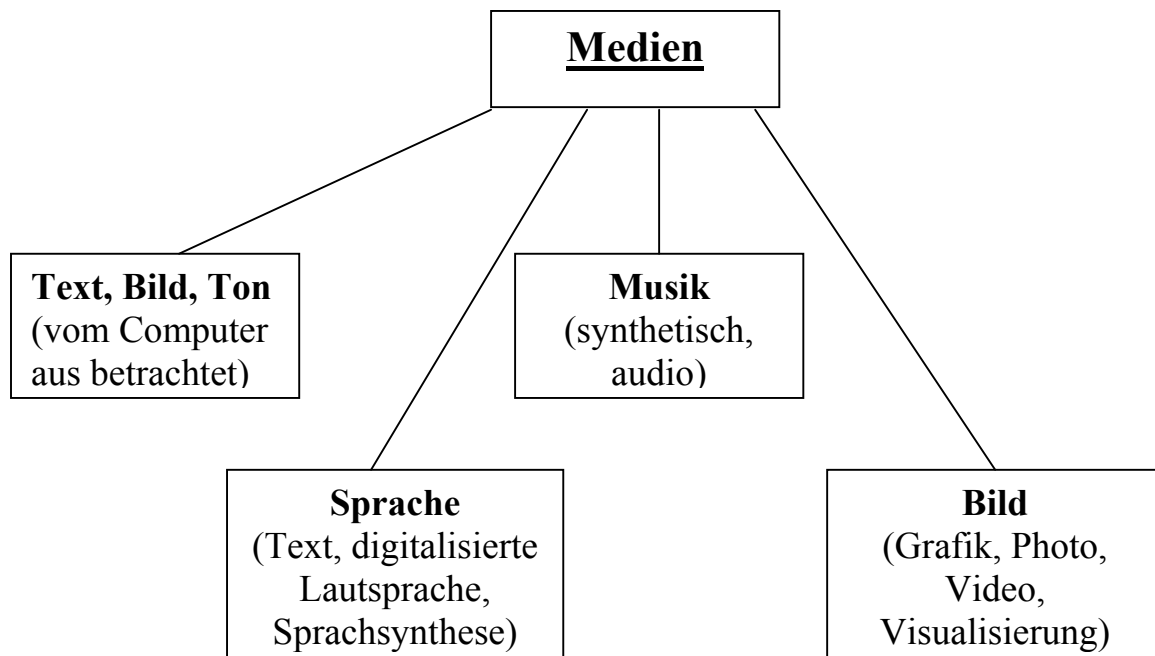 Medien
Text, Bild, Ton
(vom Computer
aus betrachtet)
Musik
(synthetisch,
audio)
Sprache
(Text, digitalisierte
Lautsprache,
Sprachsynthese)
Bild
(Grafik, Photo,
Video,
Visualisierung)